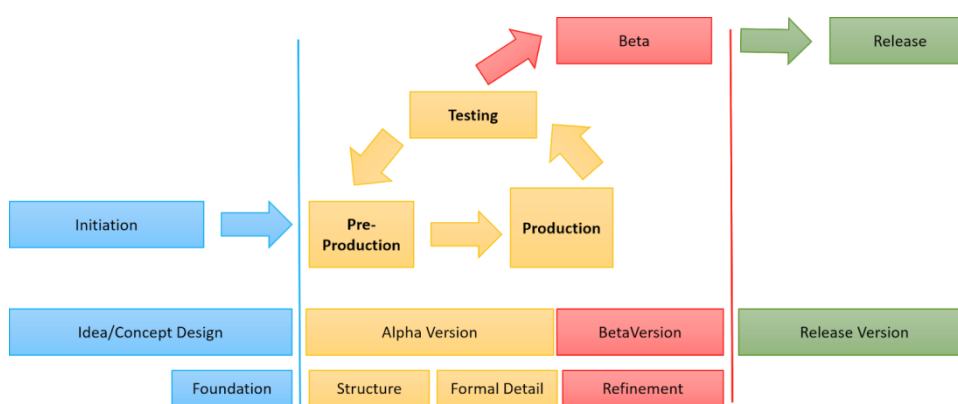 Beta
Release
Testing
Initiation
Pre-
Production
Production
Idea/Concept Design
Alpha Version
BetaVersion
Release Version
Foundation
Structure
Formal Detail
Refinement